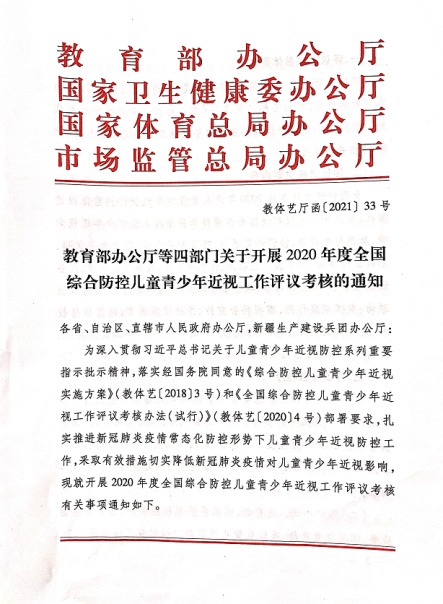 教育部办公厅
国家卫生健康委办公厅
国家体育总局办公厅
市场监管总局办公厅
教体艺厅函〔2021〕33号
教育部办公厅等四部门关于开展2020年度全国
综合防控儿童青少年近视工作评议考核的通知
各省、自治区、直辖市人民政府办公厅，新疆生产建设兵团办公厅：
为深入贯彻习近平总书记关于儿童青少年近视防控系列重要
指示批示精神，落实经国务院同意的《综合防控儿童青少年近视
实施方案》（教体艺〔2018〕3号）和《全国综合防控儿童青少年近
视工作评议考核办法（试行）》（教体艺〔2020〕4号）部署要求，扎
实推进新冠肺炎疫情常态化防控形势下儿童青少年近视防控工
作，采取有效措施切实降低新冠肺炎疫情对儿童青少年近视影响，
现就开展2020年度全国综合防控儿童青少年近视工作评议考核
有关事项通知如下。